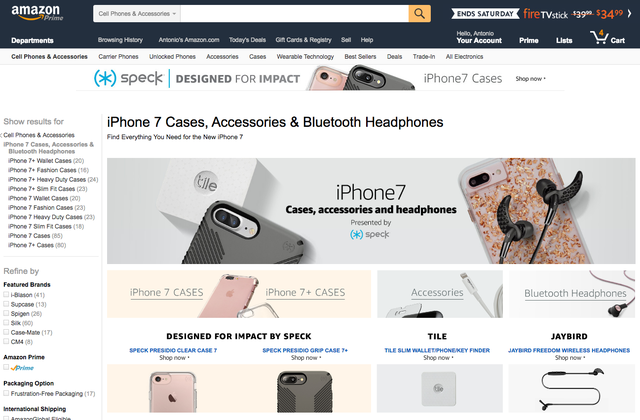 amazon
Prime
Cell Phones & Accessories
ENDS SATURDAY fireTVstick $39.99 $34.99
Departments
Browsing History
Antonio's Amazon.com
Today's Deals
Gift Cards & Registry
Sell
Help
Hello, Antonio
Your Account
Prime
Lists
4
Cart
Cell Phones & Accessories
Carrier Phones
Unlocked Phones
Accessories
Cases
Wearable Technology
Best Sellers
Deals
Trade-In
All Electronics
speck DESIGNED FOR IMPACT
iPhone7 Cases
Shop now
Show results for
Cell Phones & Accessories
iPhone 7 Cases, Accessories &
Bluetooth Headphones
iPhone 7+ Wallet Cases (20)
iPhone 7+ Fashion Cases (16)
iPhone 7+ Heavy Duty Cases (24)
iPhone 7+ Slim Fit Cases (23)
iPhone 7 Wallet Cases (20)
iPhone 7 Fashion Cases (23)
iPhone 7 Heavy Duty Cases (23)
iPhone 7 Slim Fit Cases (18)
iPhone 7 Cases (85)
iPhone 7+ Cases (80)
Refine by
Featured Brands
i-Blason (41)
Supcase (13)
Spigen (26)
Silk (60)
Case-Mate (17)
CM4 (8)
Amazon Prime
Prime
Packaging Option
Frustration-Free Packaging (17)
International Shipping
AmazonGlobal Eligible
iPhone 7 Cases, Accessories & Bluetooth Headphones
Find Everything You Need for the New iPhone 7
tile
iPhone7
Cases, accessories and headphones
Presented by
speck
iPhone 7 CASES
iPhone 7+ CASES
Accessories
Bluetooth Headphones
DESIGNED FOR IMPACT BY SPECK
TILE
JAYBIRD
SPECK PRESIDIO CLEAR CASE 7
Shop now
SPECK PRESIDIO GRIP CASE 7+
Shop now
TILE SLIM WALLET/PHONE/KEY FINDER
Shop now
JAYBIRD FREEDOM WIRELESS HEADPHONES
Shop now